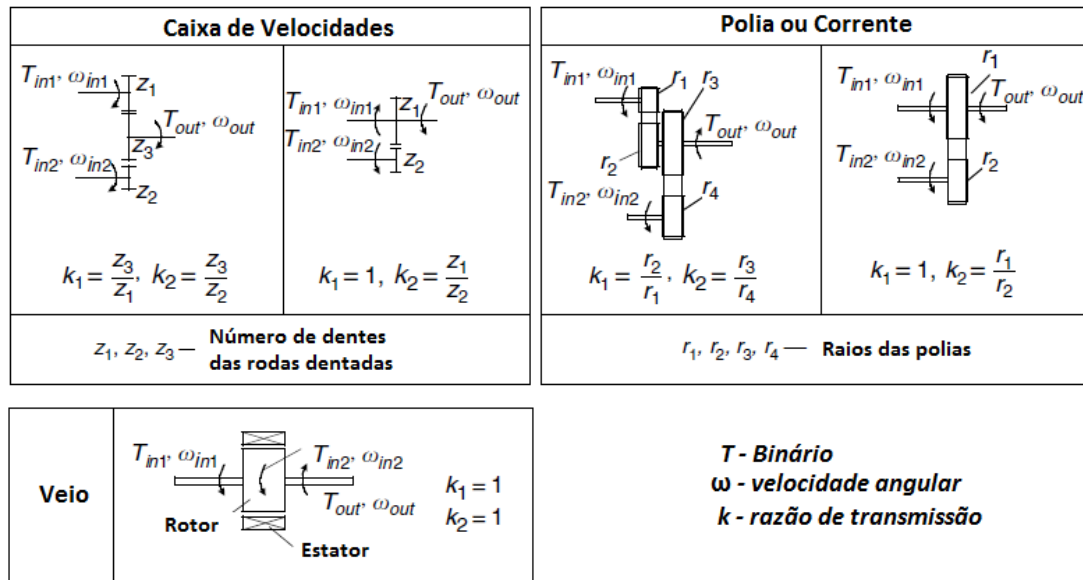 Caixa de Velocidades
T_in1, ω_in1
z_1
T_out, ω_out
z_3
T_in2, ω_in2
z_2
k_1 = z_3/z_1, k_2 = z_3/z_2
T_in1, ω_in1
z_1
T_out, ω_out
T_in2, ω_in2
z_2
k_1 = 1, k_2 = z_1/z_2
z_1, z_2, z_3 — Número de dentes
das rodas dentadas
Polia ou Corrente
T_in1, ω_in1
r_1
r_3
T_out, ω_out
r_2
T_in2, ω_in2
r_4
k_1 = r_2/r_1, k_2 = r_3/r_4
r_1
T_in1, ω_in1
T_out, ω_out
T_in2, ω_in2
r_2
k_1 = 1, k_2 = r_1/r_2
r_1, r_2, r_3, r_4 — Raios das polias
Veio
T_in1, ω_in1
T_in2, ω_in2
T_out, ω_out
Rotor
Estator
k_1 = 1
k_2 = 1
T - Binário
ω - velocidade angular
k - razão de transmissão